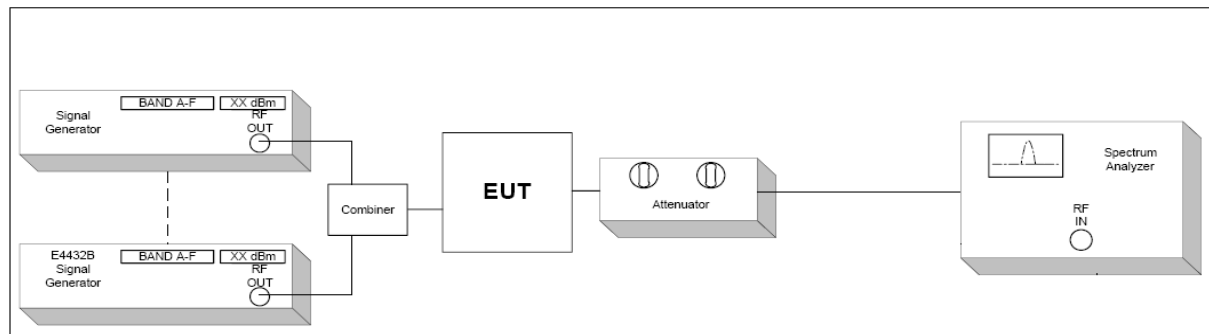 BAND A-F
XX dBm
Signal
Generator
RF
OUT
Combiner
EUT
Attenuator
Spectrum
Analyzer
RF
IN
E4432B
Signal
Generator
BAND A-F
XX dBm
RF
OUT